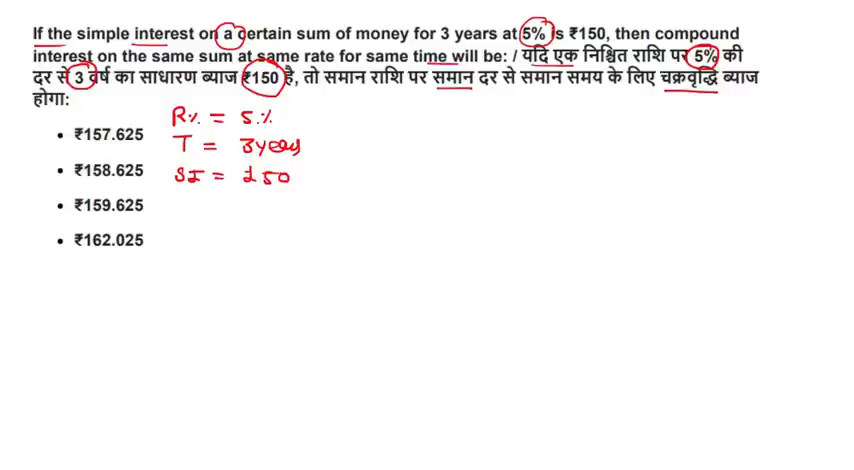 If the simple interest on a certain sum of money for 3 years at 5% is ₹150, then compound
interest on the same sum at same rate for same time will be: / यदि एक निश्चित राशि पर 5% की
दर से 3 वर्ष का साधारण ब्याज ₹150 है, तो समान राशि पर समान दर से समान समय के लिए चक्रवृद्धि ब्याज
होगा:
R% = 5%
• ₹157.625
T = 3 years
• ₹158.625
SI = 150
• ₹159.625
• ₹162.025